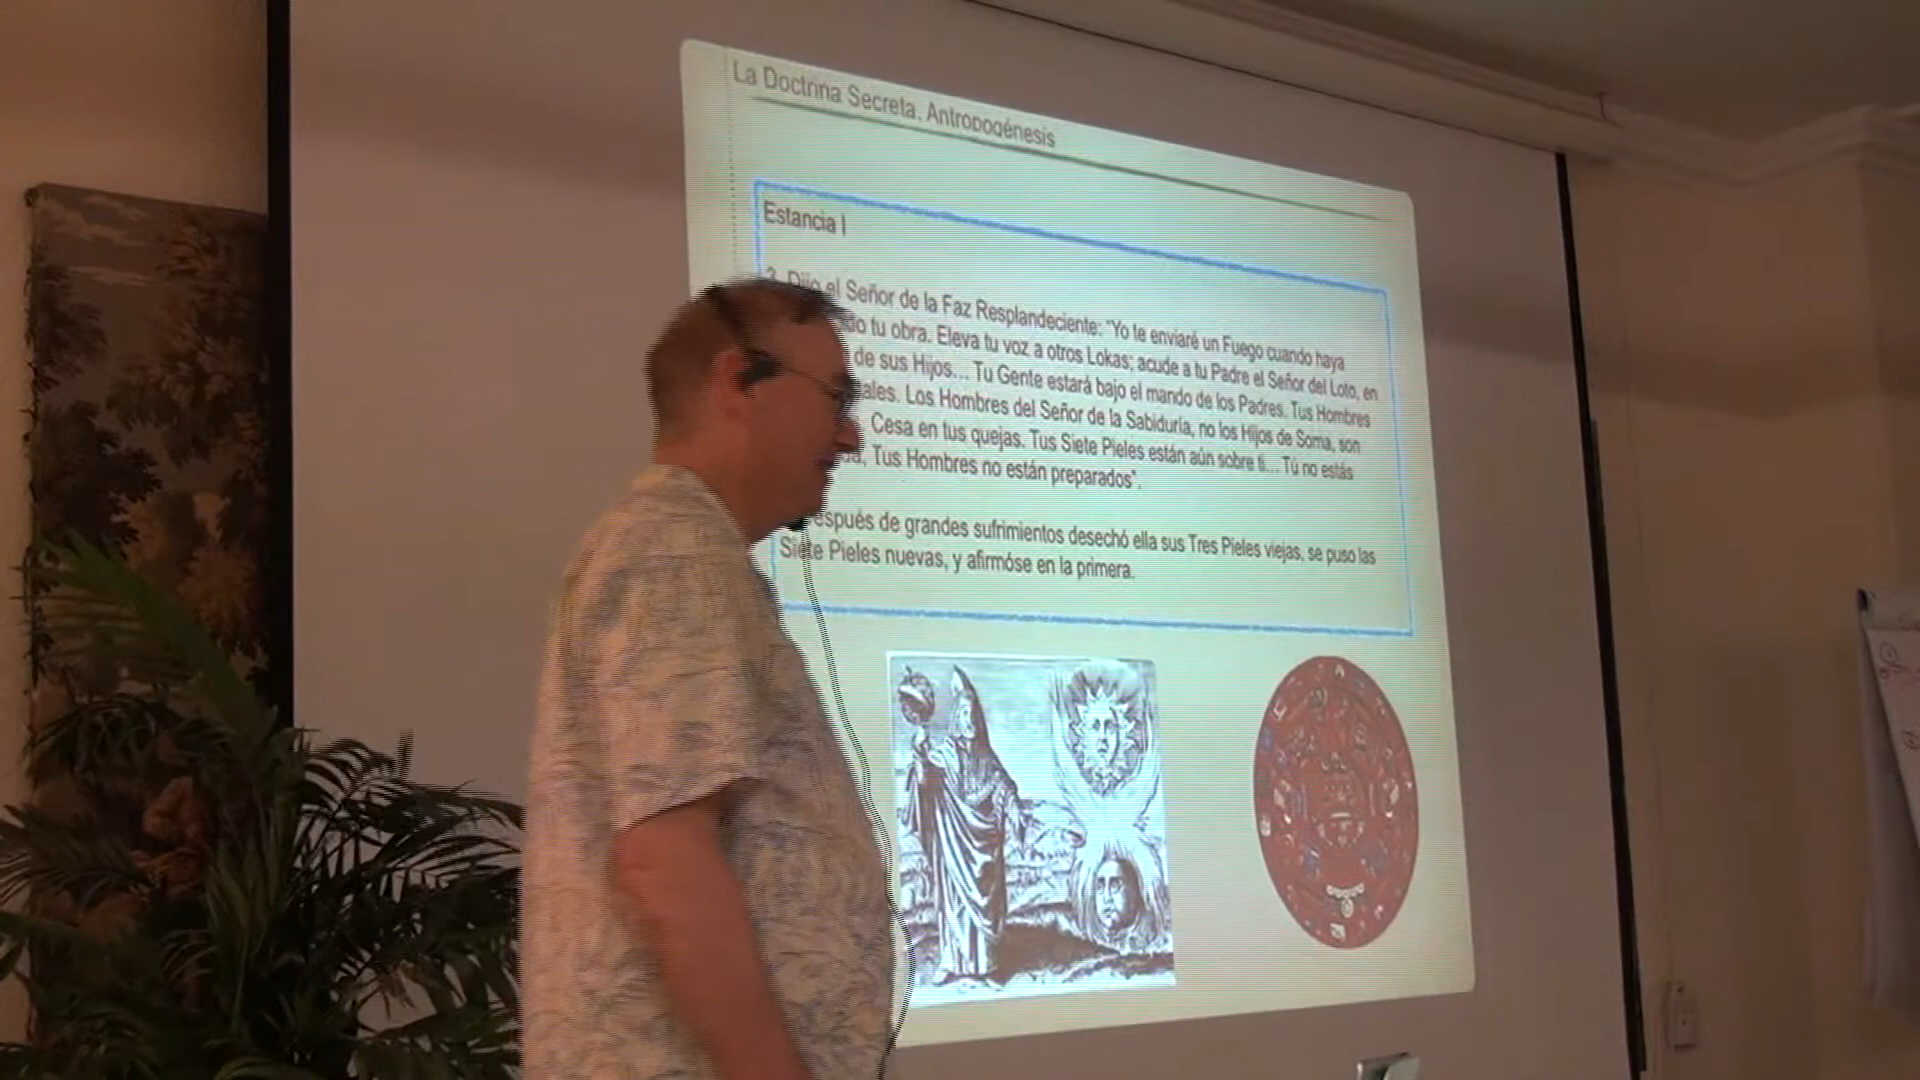 La Doctrina Secreta. Antropogénesis
Estancia I
3. Dijo el Señor de la Faz Resplandeciente: "Yo te enviaré un Fuego cuando haya
do tu obra. Eleva tu voz a otros Lokas; acude a tu Padre el Señor del Loto, en
de sus Hijos... Tu Gente estará bajo el mando de los Padres. Tus Hombres
ales. Los Hombres del Señor de la Sabiduría, no los Hijos de Soma, son
Cesa en tus quejas. Tus Siete Pieles están aún sobre ti... Tú no estás
da, Tus Hombres no están preparados".
espués de grandes sufrimientos desechó ella sus Tres Pieles viejas, se puso las
Siete Pieles nuevas, y afirmóse en la primera.